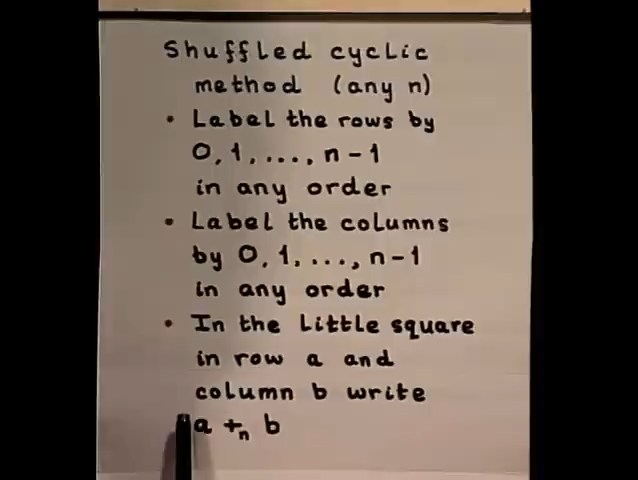 Shuffled cyclic
method (any n)
• Label the rows by
0, 1, ..., n-1
in any order
• Label the columns
by 0, 1, ..., n-1
in any order
• In the little square
in row a and
column b write
a +ₙ b